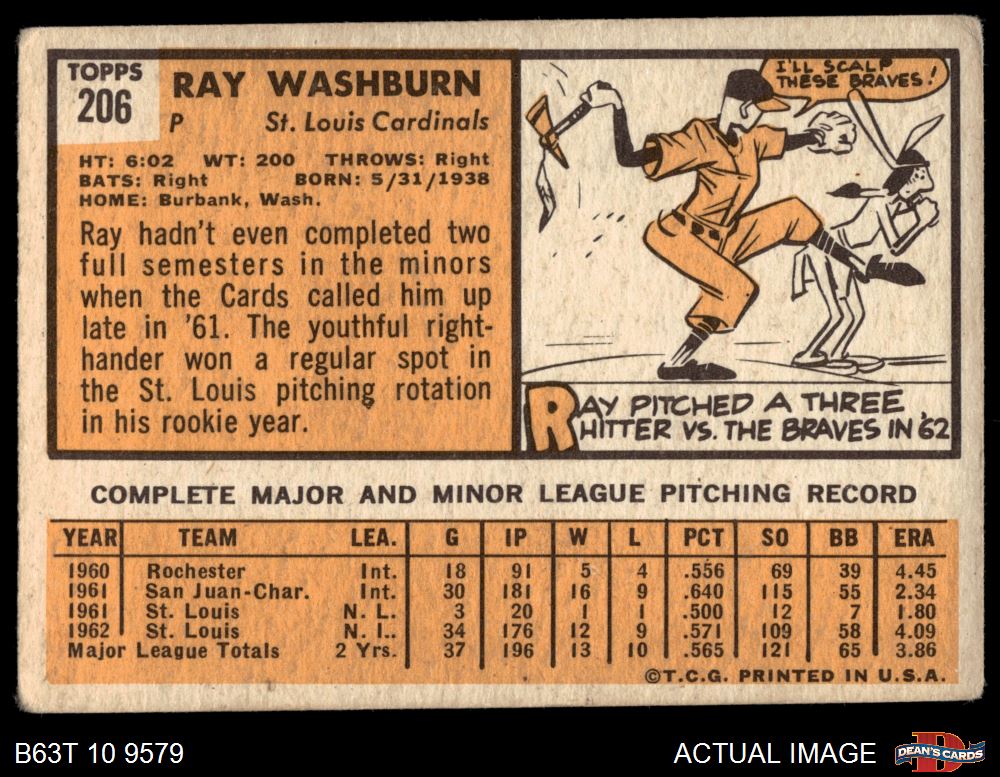 TOPPS
206
RAY WASHBURN
P St. Louis Cardinals
HT: 6:02 WT: 200 THROWS: Right
BATS: Right BORN: 5/31/1938
HOME: Burbank, Wash.
Ray hadn't even completed two
full semesters in the minors
when the Cards called him up
late in '61. The youthful right-
hander won a regular spot in
the St. Louis pitching rotation
in his rookie year.
I'LL SCALP
THESE BRAVES!
RAY PITCHED A THREE
HITTER VS. THE BRAVES IN '62
COMPLETE MAJOR AND MINOR LEAGUE PITCHING RECORD
YEAR TEAM LEA. G IP W L PCT SO BB ERA
1960 Rochester Int. 18 91 5 4 .556 69 39 4.45
1961 San Juan-Char. Int. 30 181 16 9 .640 115 55 2.34
1961 St. Louis N. L. 3 20 1 1 .500 12 7 1.80
1962 St. Louis N. L. 34 176 12 9 .571 109 58 4.09
Major League Totals 2 Yrs. 37 196 13 10 .565 121 65 3.86
©T.C.G. PRINTED IN U.S.A.
B63T 10 9579
ACTUAL IMAGE
D
DEAN'S CARDS